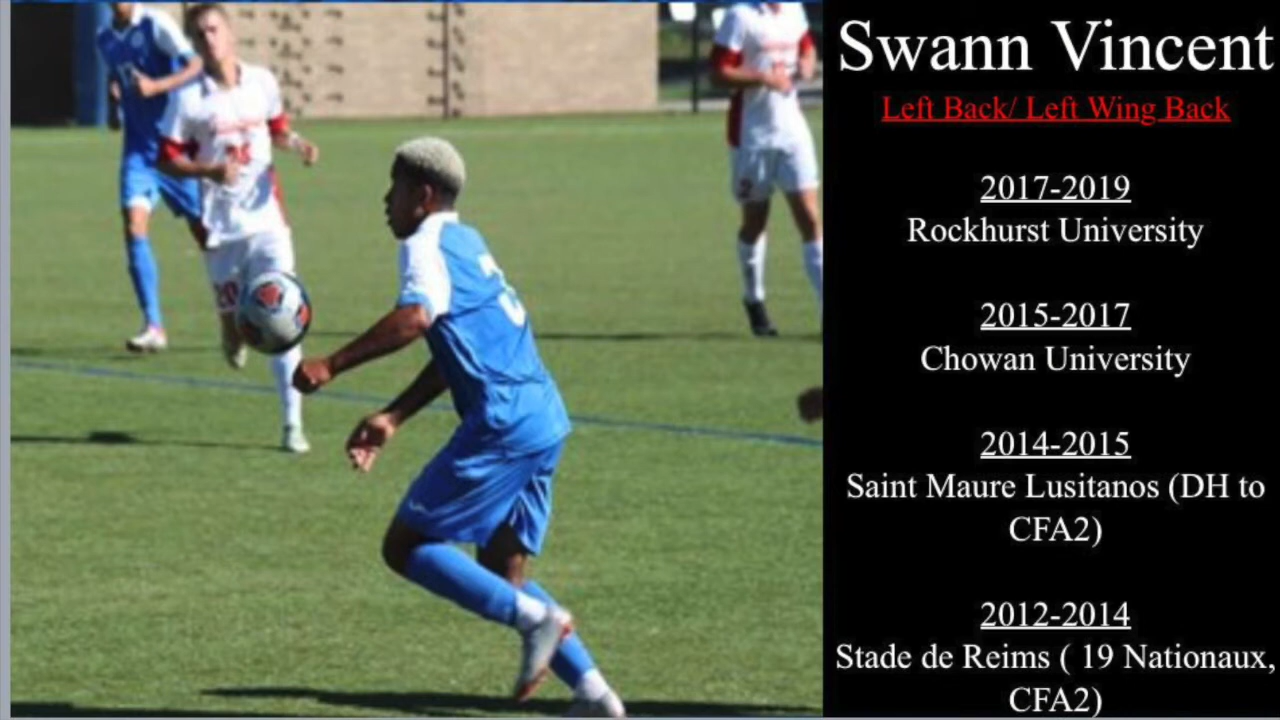 Swann Vincent
Left Back/ Left Wing Back
2017-2019
Rockhurst University
2015-2017
Chowan University
2014-2015
Saint Maure Lusitanos (DH to
CFA2)
2012-2014
Stade de Reims ( 19 Nationaux,
CFA2)